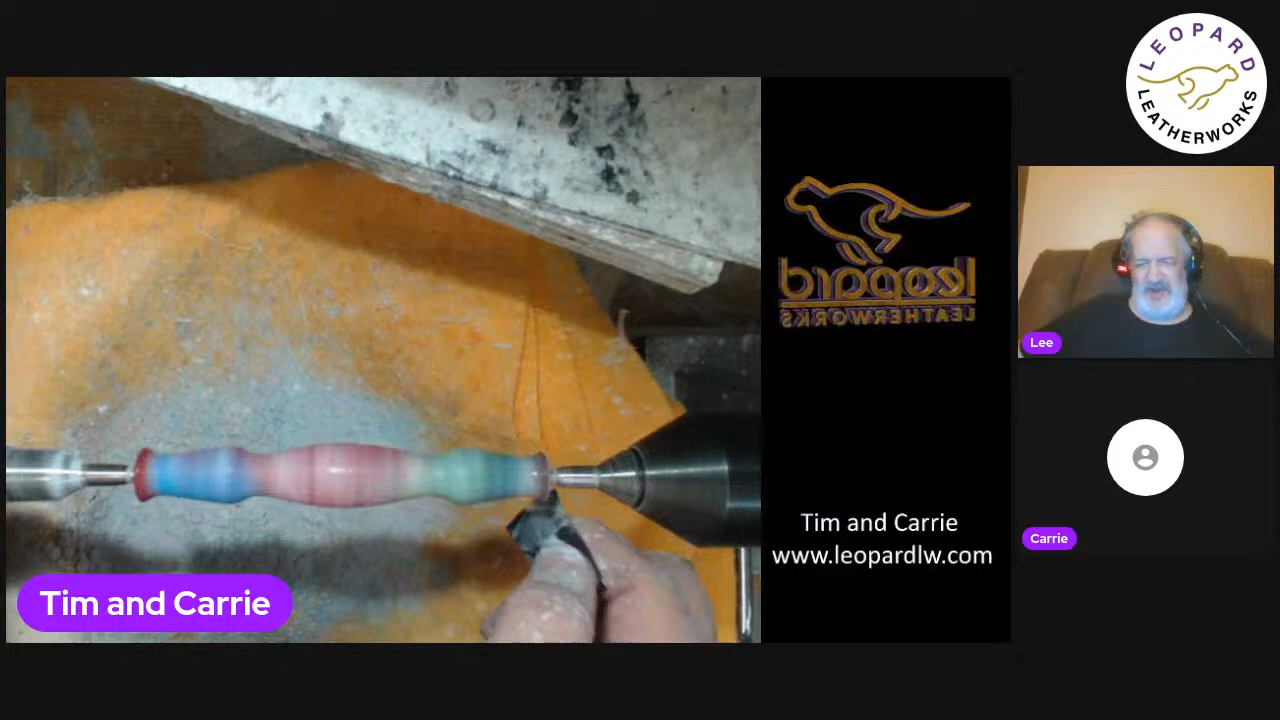 LEOPARD
LEATHERWORKS
leopard
LEATHERWORKS
Lee
Tim and Carrie
www.leopardlw.com
Carrie
Tim and Carrie